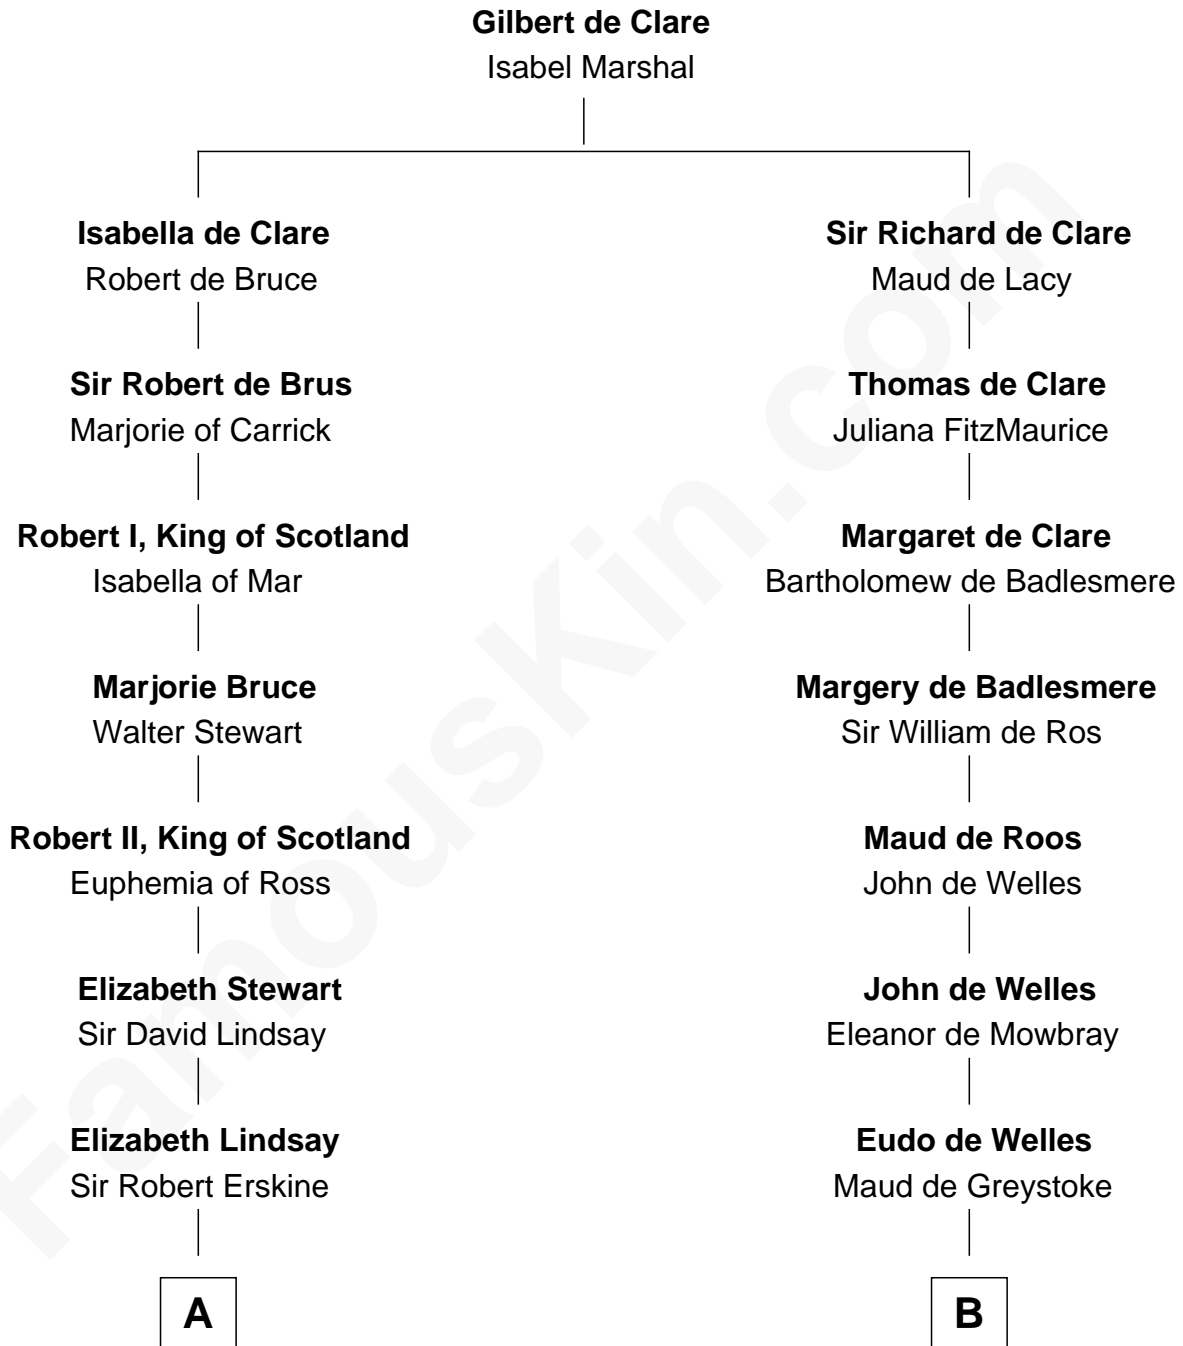 Gilbert de Clare
Isabel Marshal
Isabella de Clare
Robert de Bruce
Sir Richard de Clare
Maud de Lacy
Sir Robert de Brus
Marjorie of Carrick
Thomas de Clare
Juliana FitzMaurice
Robert I, King of Scotland
Isabella of Mar
Margaret de Clare
Bartholomew de Badlesmere
Marjorie Bruce
Walter Stewart
Margery de Badlesmere
Sir William de Ros
Robert II, King of Scotland
Euphemia of Ross
Maud de Roos
John de Welles
Elizabeth Stewart
Sir David Lindsay
John de Welles
Eleanor de Mowbray
Elizabeth Lindsay
Sir Robert Erskine
Eudo de Welles
Maud de Greystoke
A
B
FamousKin.com